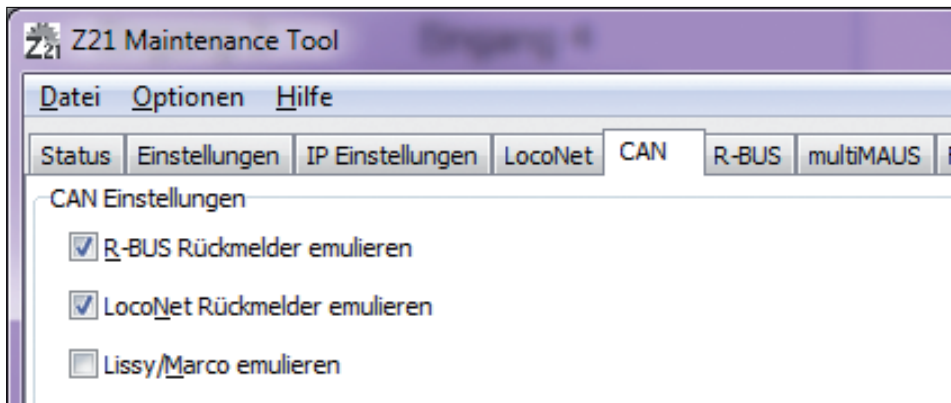 Z21 Maintenance Tool
Datei Optionen Hilfe
Status Einstellungen IP Einstellungen LocoNet CAN R-BUS multiMAUS
CAN Einstellungen
R-BUS Rückmelder emulieren
LocoNet Rückmelder emulieren
Lissy/Marco emulieren